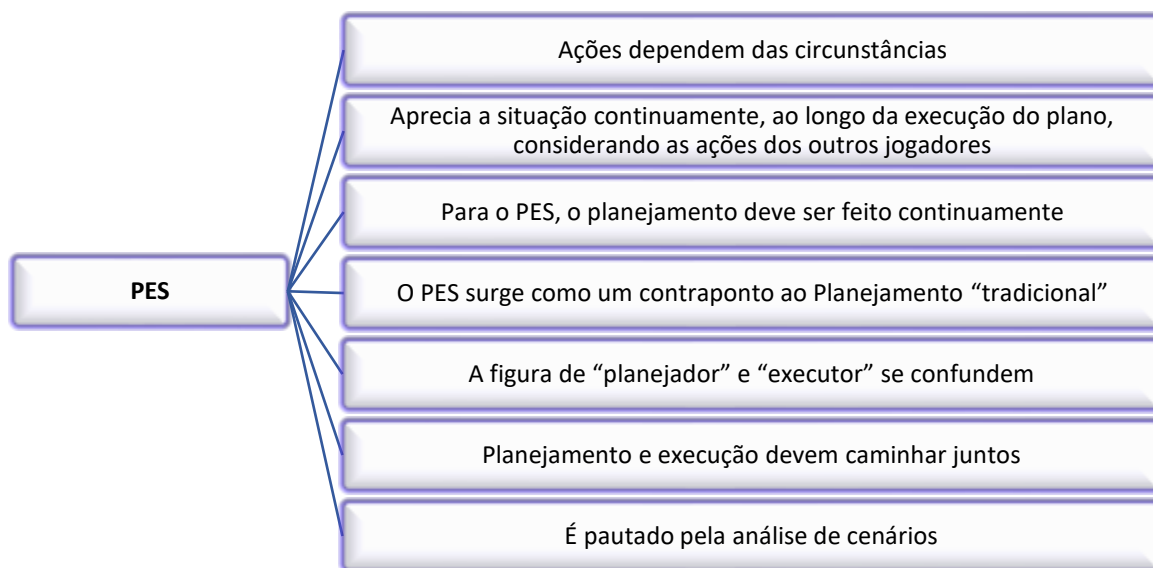 Ações dependem das circunstâncias
Aprecia a situação continuamente, ao longo da execução do plano,
considerando as ações dos outros jogadores
Para o PES, o planejamento deve ser feito continuamente
PES
O PES surge como um contraponto ao Planejamento “tradicional”
A figura de “planejador” e “executor” se confundem
Planejamento e execução devem caminhar juntos
É pautado pela análise de cenários